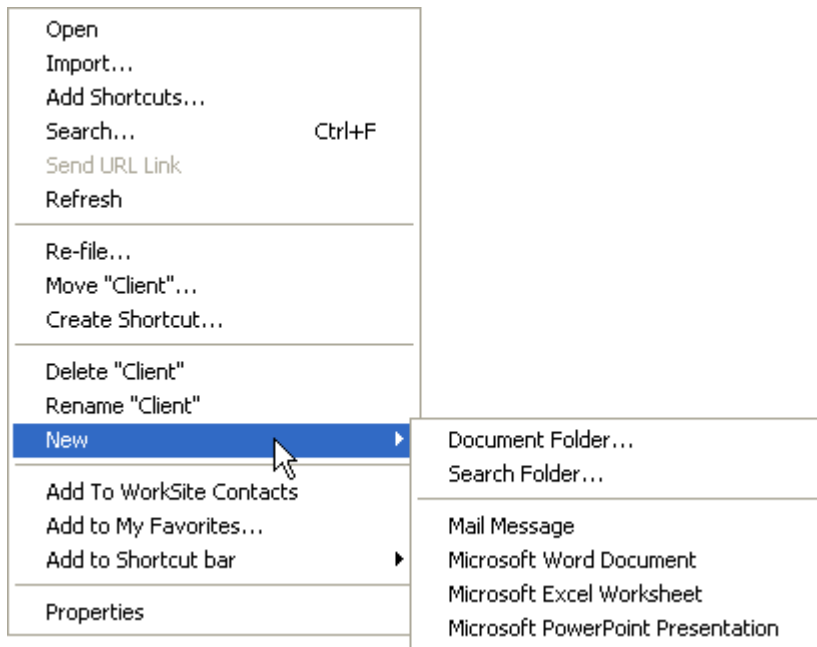 Open
Import...
Add Shortcuts...
Search... Ctrl+F
Send URL Link
Refresh
Re-file...
Move "Client"...
Create Shortcut...
Delete "Client"
Rename "Client"
New
Add To WorkSite Contacts
Add to My Favorites...
Add to Shortcut bar
Properties
Document Folder...
Search Folder...
Mail Message
Microsoft Word Document
Microsoft Excel Worksheet
Microsoft PowerPoint Presentation